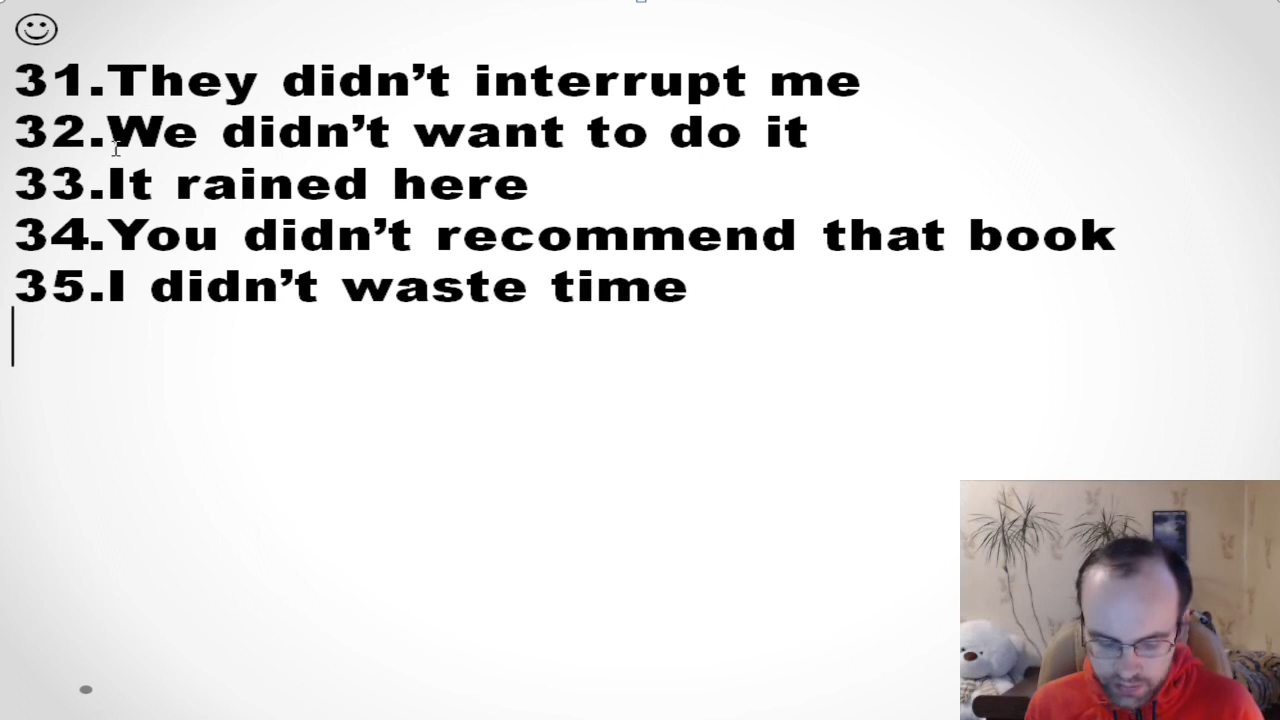 31.They didn’t interrupt me
32.We didn’t want to do it
33.It rained here
34.You didn’t recommend that book
35.I didn’t waste time